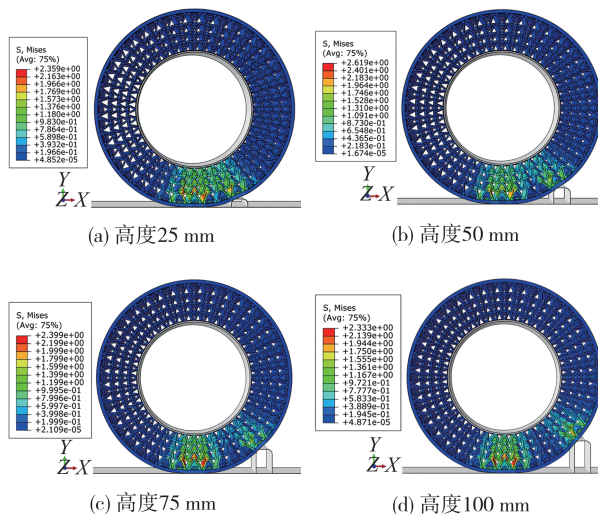 S, Mises
(Avg: 75%)
+2.359e+00
+2.163e+00
+1.966e+00
+1.769e+00
+1.573e+00
+1.376e+00
+1.180e+00
+9.830e-01
+7.864e-01
+5.898e-01
+3.932e-01
+1.966e-01
+4.852e-05
Y
Z X
(a) 高度25 mm
S, Mises
(Avg: 75%)
+2.619e+00
+2.401e+00
+2.183e+00
+1.964e+00
+1.746e+00
+1.528e+00
+1.310e+00
+1.091e+00
+8.730e-01
+6.548e-01
+4.365e-01
+2.183e-01
+1.674e-05
Y
Z X
(b) 高度50 mm
S, Mises
(Avg: 75%)
+2.399e+00
+2.199e+00
+1.999e+00
+1.799e+00
+1.599e+00
+1.399e+00
+1.199e+00
+9.995e-01
+7.996e-01
+5.997e-01
+3.998e-01
+1.999e-01
+2.109e-05
Y
Z X
(c) 高度75 mm
S, Mises
(Avg: 75%)
+2.333e+00
+2.139e+00
+1.944e+00
+1.750e+00
+1.555e+00
+1.361e+00
+1.167e+00
+9.721e-01
+7.777e-01
+5.833e-01
+3.889e-01
+1.945e-01
+4.871e-05
Y
Z X
(d) 高度100 mm